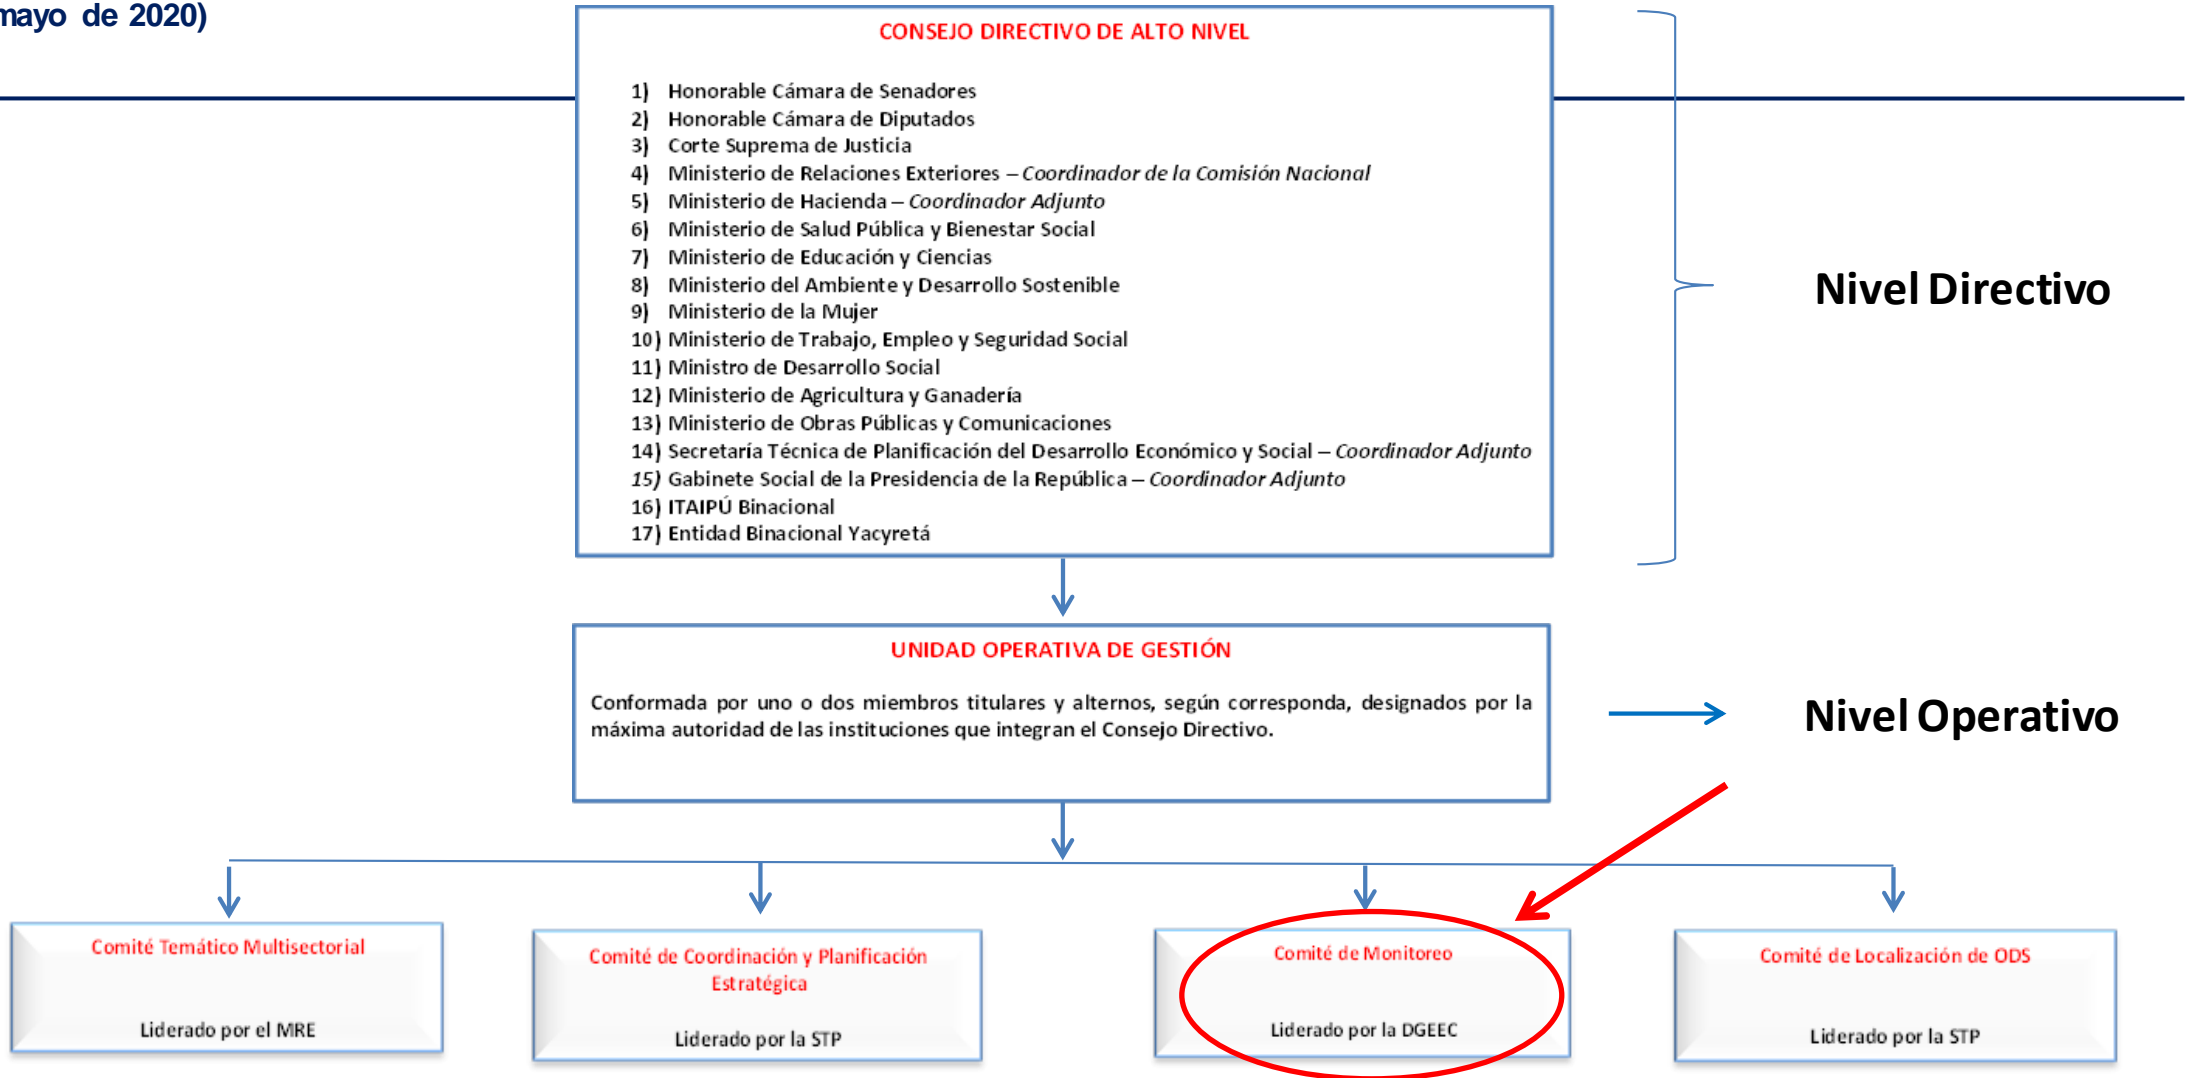 mayo de 2020)
CONSEJO DIRECTIVO DE ALTO NIVEL
1) Honorable Cámara de Senadores
2) Honorable Cámara de Diputados
3) Corte Suprema de Justicia
4) Ministerio de Relaciones Exteriores – Coordinador de la Comisión Nacional
5) Ministerio de Hacienda – Coordinador Adjunto
6) Ministerio de Salud Pública y Bienestar Social
7) Ministerio de Educación y Ciencias
8) Ministerio del Ambiente y Desarrollo Sostenible
9) Ministerio de la Mujer
10) Ministerio de Trabajo, Empleo y Seguridad Social
11) Ministro de Desarrollo Social
12) Ministerio de Agricultura y Ganadería
13) Ministerio de Obras Públicas y Comunicaciones
14) Secretaría Técnica de Planificación del Desarrollo Económico y Social – Coordinador Adjunto
15) Gabinete Social de la Presidencia de la República – Coordinador Adjunto
16) ITAIPÚ Binacional
17) Entidad Binacional Yacyretá
Nivel Directivo
UNIDAD OPERATIVA DE GESTIÓN
Conformada por uno o dos miembros titulares y alternos, según corresponda, designados por la
máxima autoridad de las instituciones que integran el Consejo Directivo.
Nivel Operativo
Comité Temático Multisectorial
Liderado por el MRE
Comité de Coordinación y Planificación
Estratégica
Liderado por la STP
Comité de Monitoreo
Liderado por la DGEEC
Comité de Localización de ODS
Liderado por la STP